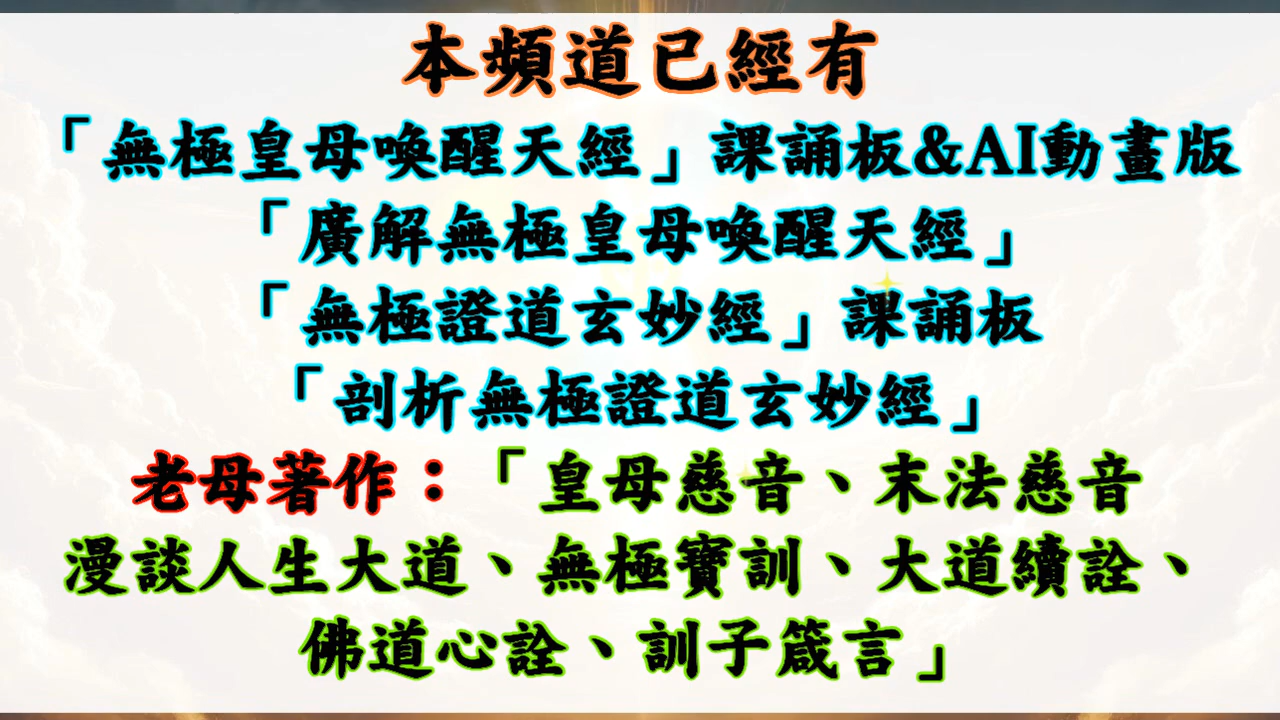 本頻道已經有
「無極皇母喚醒天經」課誦板&AI動畫版
「廣解無極皇母喚醒天經」
「無極證道玄妙經」課誦板
「剖析無極證道玄妙經」
老母著作：「皇母慈音、末法慈音
漫談人生大道、無極寶訓、大道續詮、
佛道心詮、訓子箴言」